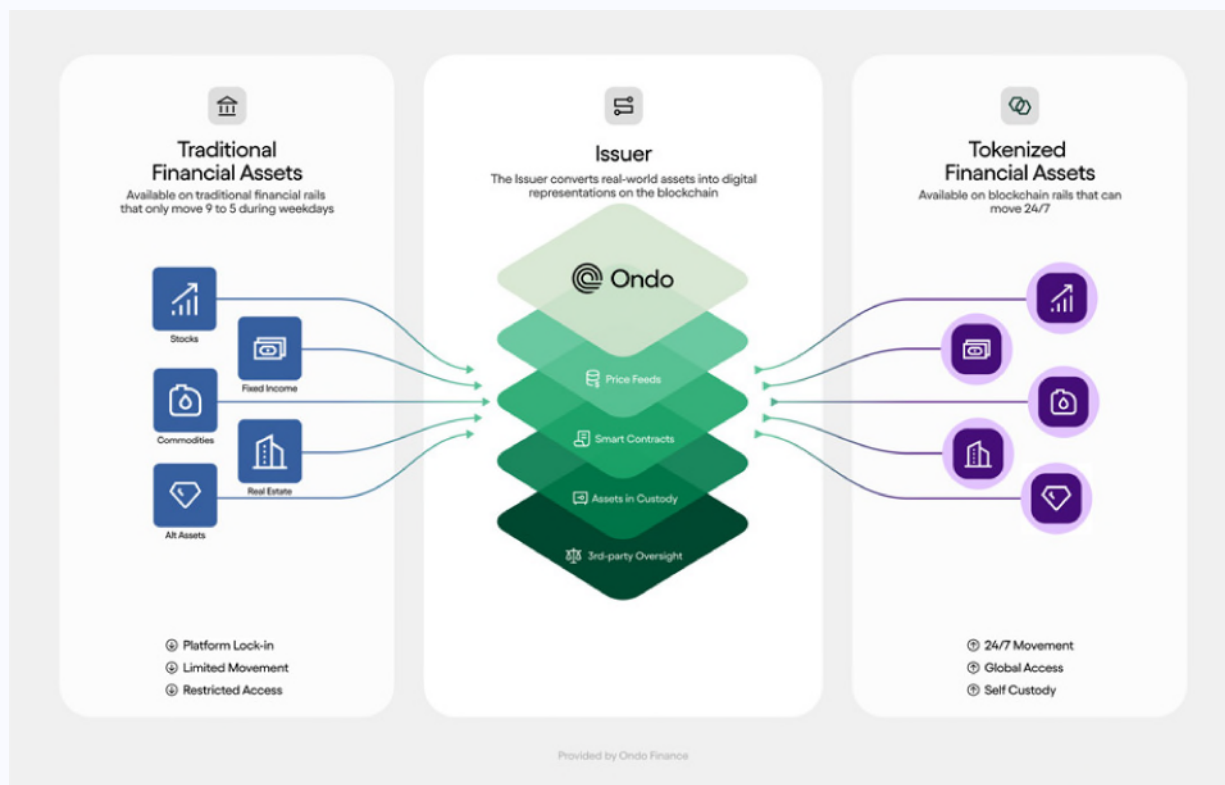 Traditional
Financial Assets
Available on traditional financial rails
that only move 9 to 5 during weekdays
Stocks
Fixed Income
Commodities
Real Estate
Alt Assets
Platform Lock-in
Limited Movement
Restricted Access
Issuer
The Issuer converts real-world assets into digital
representations on the blockchain
Ondo
Price Feeds
Smart Contracts
Assets in Custody
3rd-party Oversight
Tokenized
Financial Assets
Available on blockchain rails that can
move 24/7
24/7 Movement
Global Access
Self Custody
Provided by Ondo Finance